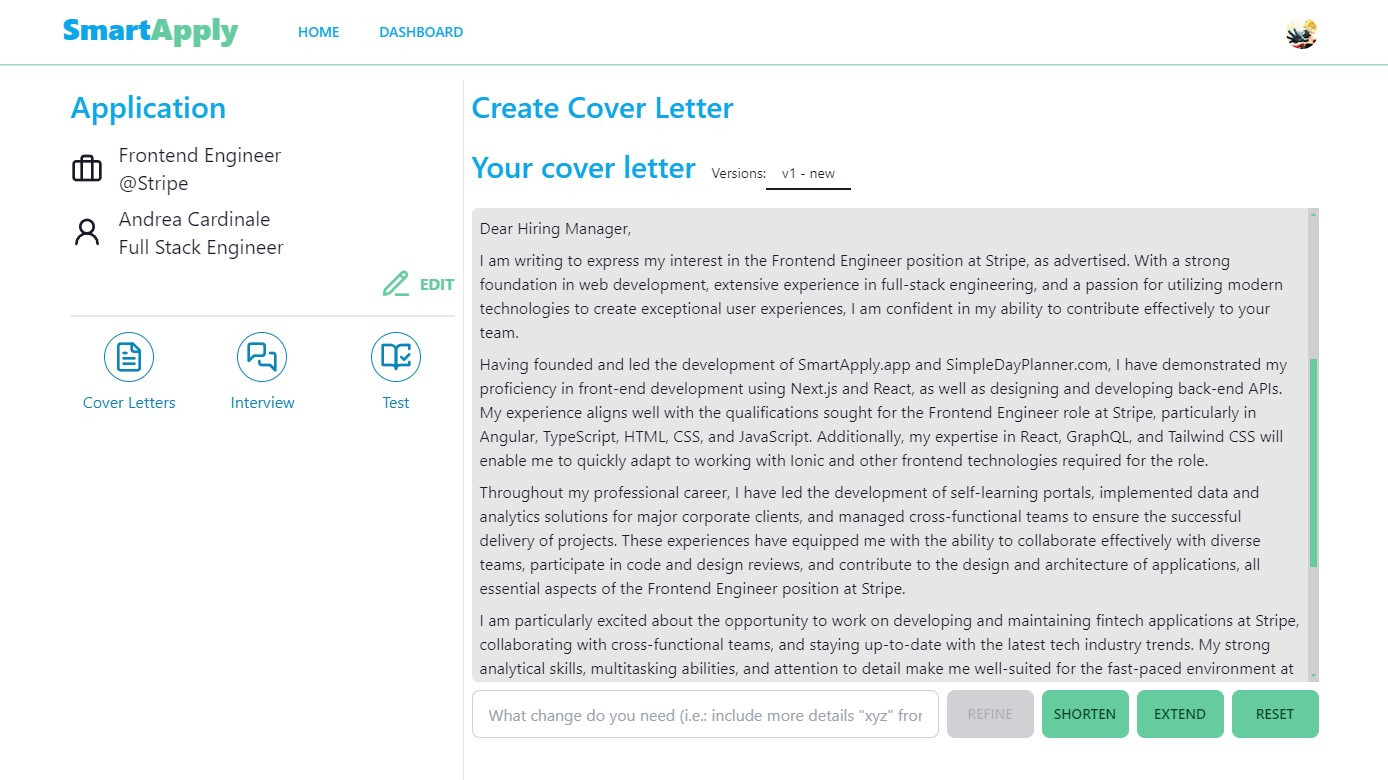 SmartApply
HOME
DASHBOARD
Application
Frontend Engineer
@Stripe
Andrea Cardinale
Full Stack Engineer
EDIT
Cover Letters
Interview
Test
Create Cover Letter
Your cover letter
Versions:
v1 - new
Dear Hiring Manager,
I am writing to express my interest in the Frontend Engineer position at Stripe, as advertised. With a strong
foundation in web development, extensive experience in full-stack engineering, and a passion for utilizing modern
technologies to create exceptional user experiences, I am confident in my ability to contribute effectively to your
team.
Having founded and led the development of SmartApply.app and SimpleDayPlanner.com, I have demonstrated my
proficiency in front-end development using Next.js and React, as well as designing and developing back-end APIs.
My experience aligns well with the qualifications sought for the Frontend Engineer role at Stripe, particularly in
Angular, TypeScript, HTML, CSS, and JavaScript. Additionally, my expertise in React, GraphQL, and Tailwind CSS will
enable me to quickly adapt to working with Ionic and other frontend technologies required for the role.
Throughout my professional career, I have led the development of self-learning portals, implemented data and
analytics solutions for major corporate clients, and managed cross-functional teams to ensure the successful
delivery of projects. These experiences have equipped me with the ability to collaborate effectively with diverse
teams, participate in code and design reviews, and contribute to the design and architecture of applications, all
essential aspects of the Frontend Engineer position at Stripe.
I am particularly excited about the opportunity to work on developing and maintaining fintech applications at Stripe,
collaborating with cross-functional teams, and staying up-to-date with the latest tech industry trends. My strong
analytical skills, multitasking abilities, and attention to detail make me well-suited for the fast-paced environment at
What change do you need (i.e.: include more details "xyz" fror
REFINE
SHORTEN
EXTEND
RESET